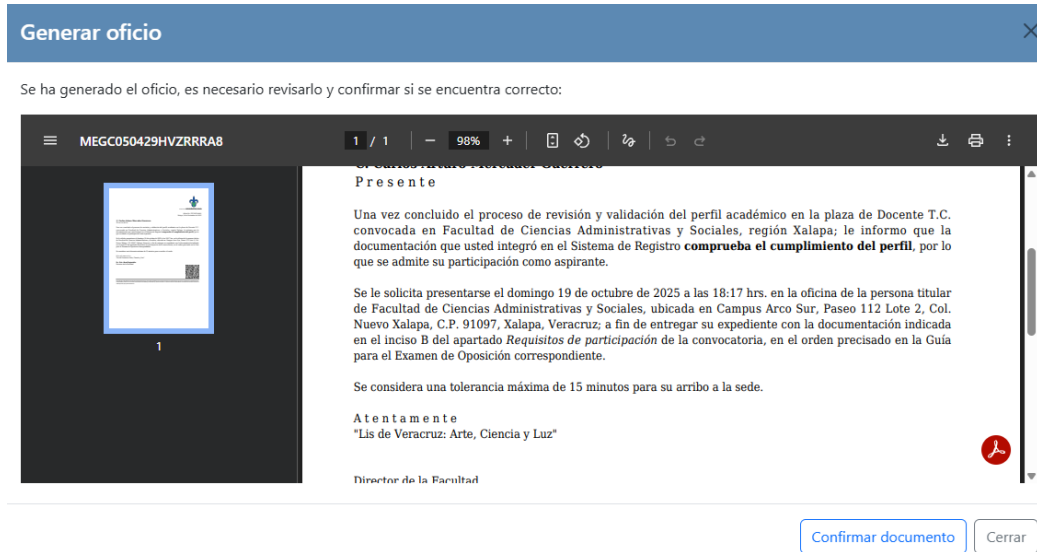 Generar oficio
Se ha generado el oficio, es necesario revisarlo y confirmar si se encuentra correcto:
MEGC050429HVZRRRA8
1 / 1
98%
C. Carlos Arturo Mercader Guerrero
P r e s e n t e
Una vez concluido el proceso de revisión y validación del perfil académico en la plaza de Docente T.C.
convocada en Facultad de Ciencias Administrativas y Sociales, región Xalapa; le informo que la
documentación que usted integró en el Sistema de Registro comprueba el cumplimiento del perfil, por lo
que se admite su participación como aspirante.
Se le solicita presentarse el domingo 19 de octubre de 2025 a las 18:17 hrs. en la oficina de la persona titular
de Facultad de Ciencias Administrativas y Sociales, ubicada en Campus Arco Sur, Paseo 112 Lote 2, Col.
Nuevo Xalapa, C.P. 91097, Xalapa, Veracruz; a fin de entregar su expediente con la documentación indicada
en el inciso B del apartado Requisitos de participación de la convocatoria, en el orden precisado en la Guía
para el Examen de Oposición correspondiente.
Se considera una tolerancia máxima de 15 minutos para su arribo a la sede.
A t e n t a m e n t e
"Lis de Veracruz: Arte, Ciencia y Luz"
Director de la Facultad
1
Confirmar documento
Cerrar